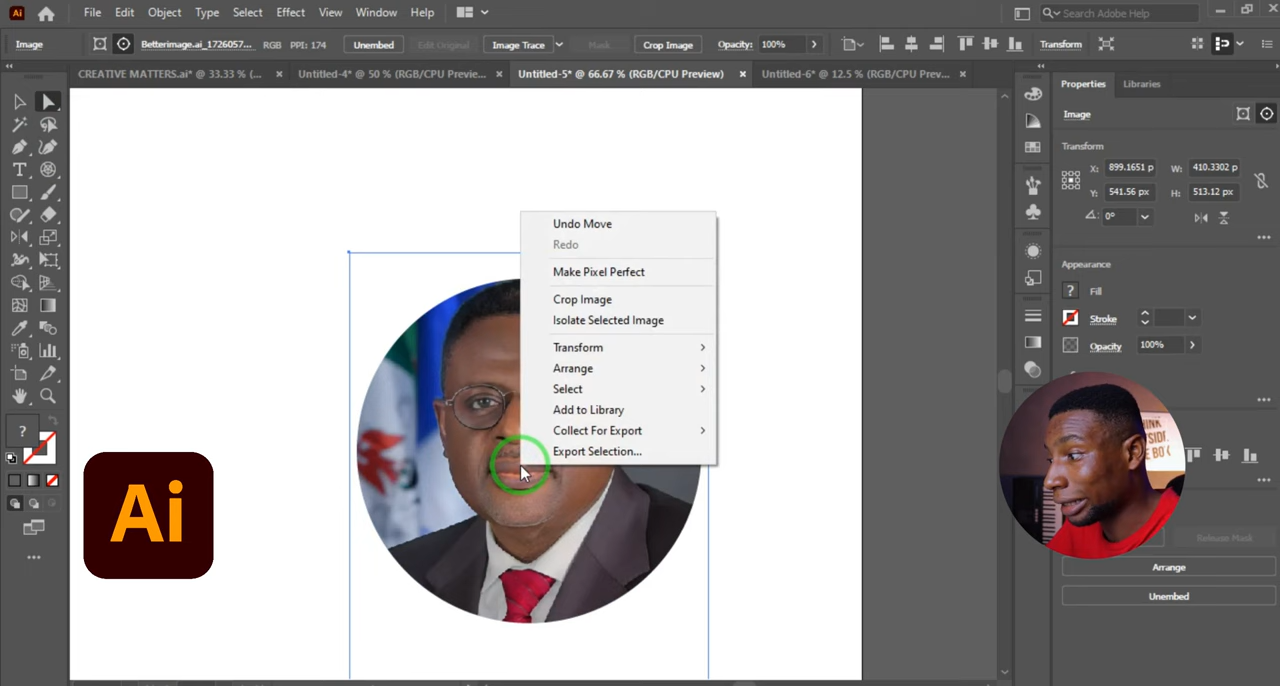 Ai File Edit Object Type Select Effect View Window Help Search Adobe Help
Image Betterimage.ai_1726057... RGB PPI: 174 Unembed Edit Original Image Trace Mask Crop Image Opacity: 100% Transform
CREATIVE MATTERS.ai* @ 33.33 % (... Untitled-4* @ 50 % (RGB/CPU Previe... Untitled-5* @ 66.67 % (RGB/CPU Preview) Untitled-6* @ 12.5 % (RGB/CPU Prev...
Properties Libraries
Image
Transform
X: 899.1651 p W: 410.3302 p
Y: 541.56 px H: 513.12 px
0°
Appearance
? Fill
Stroke
Opacity 100%
Undo Move
Redo
Make Pixel Perfect
Crop Image
Isolate Selected Image
Transform
Arrange
Select
Add to Library
Collect For Export
Export Selection...
?
Ai
THINK
Release Mask
Arrange
Unembed